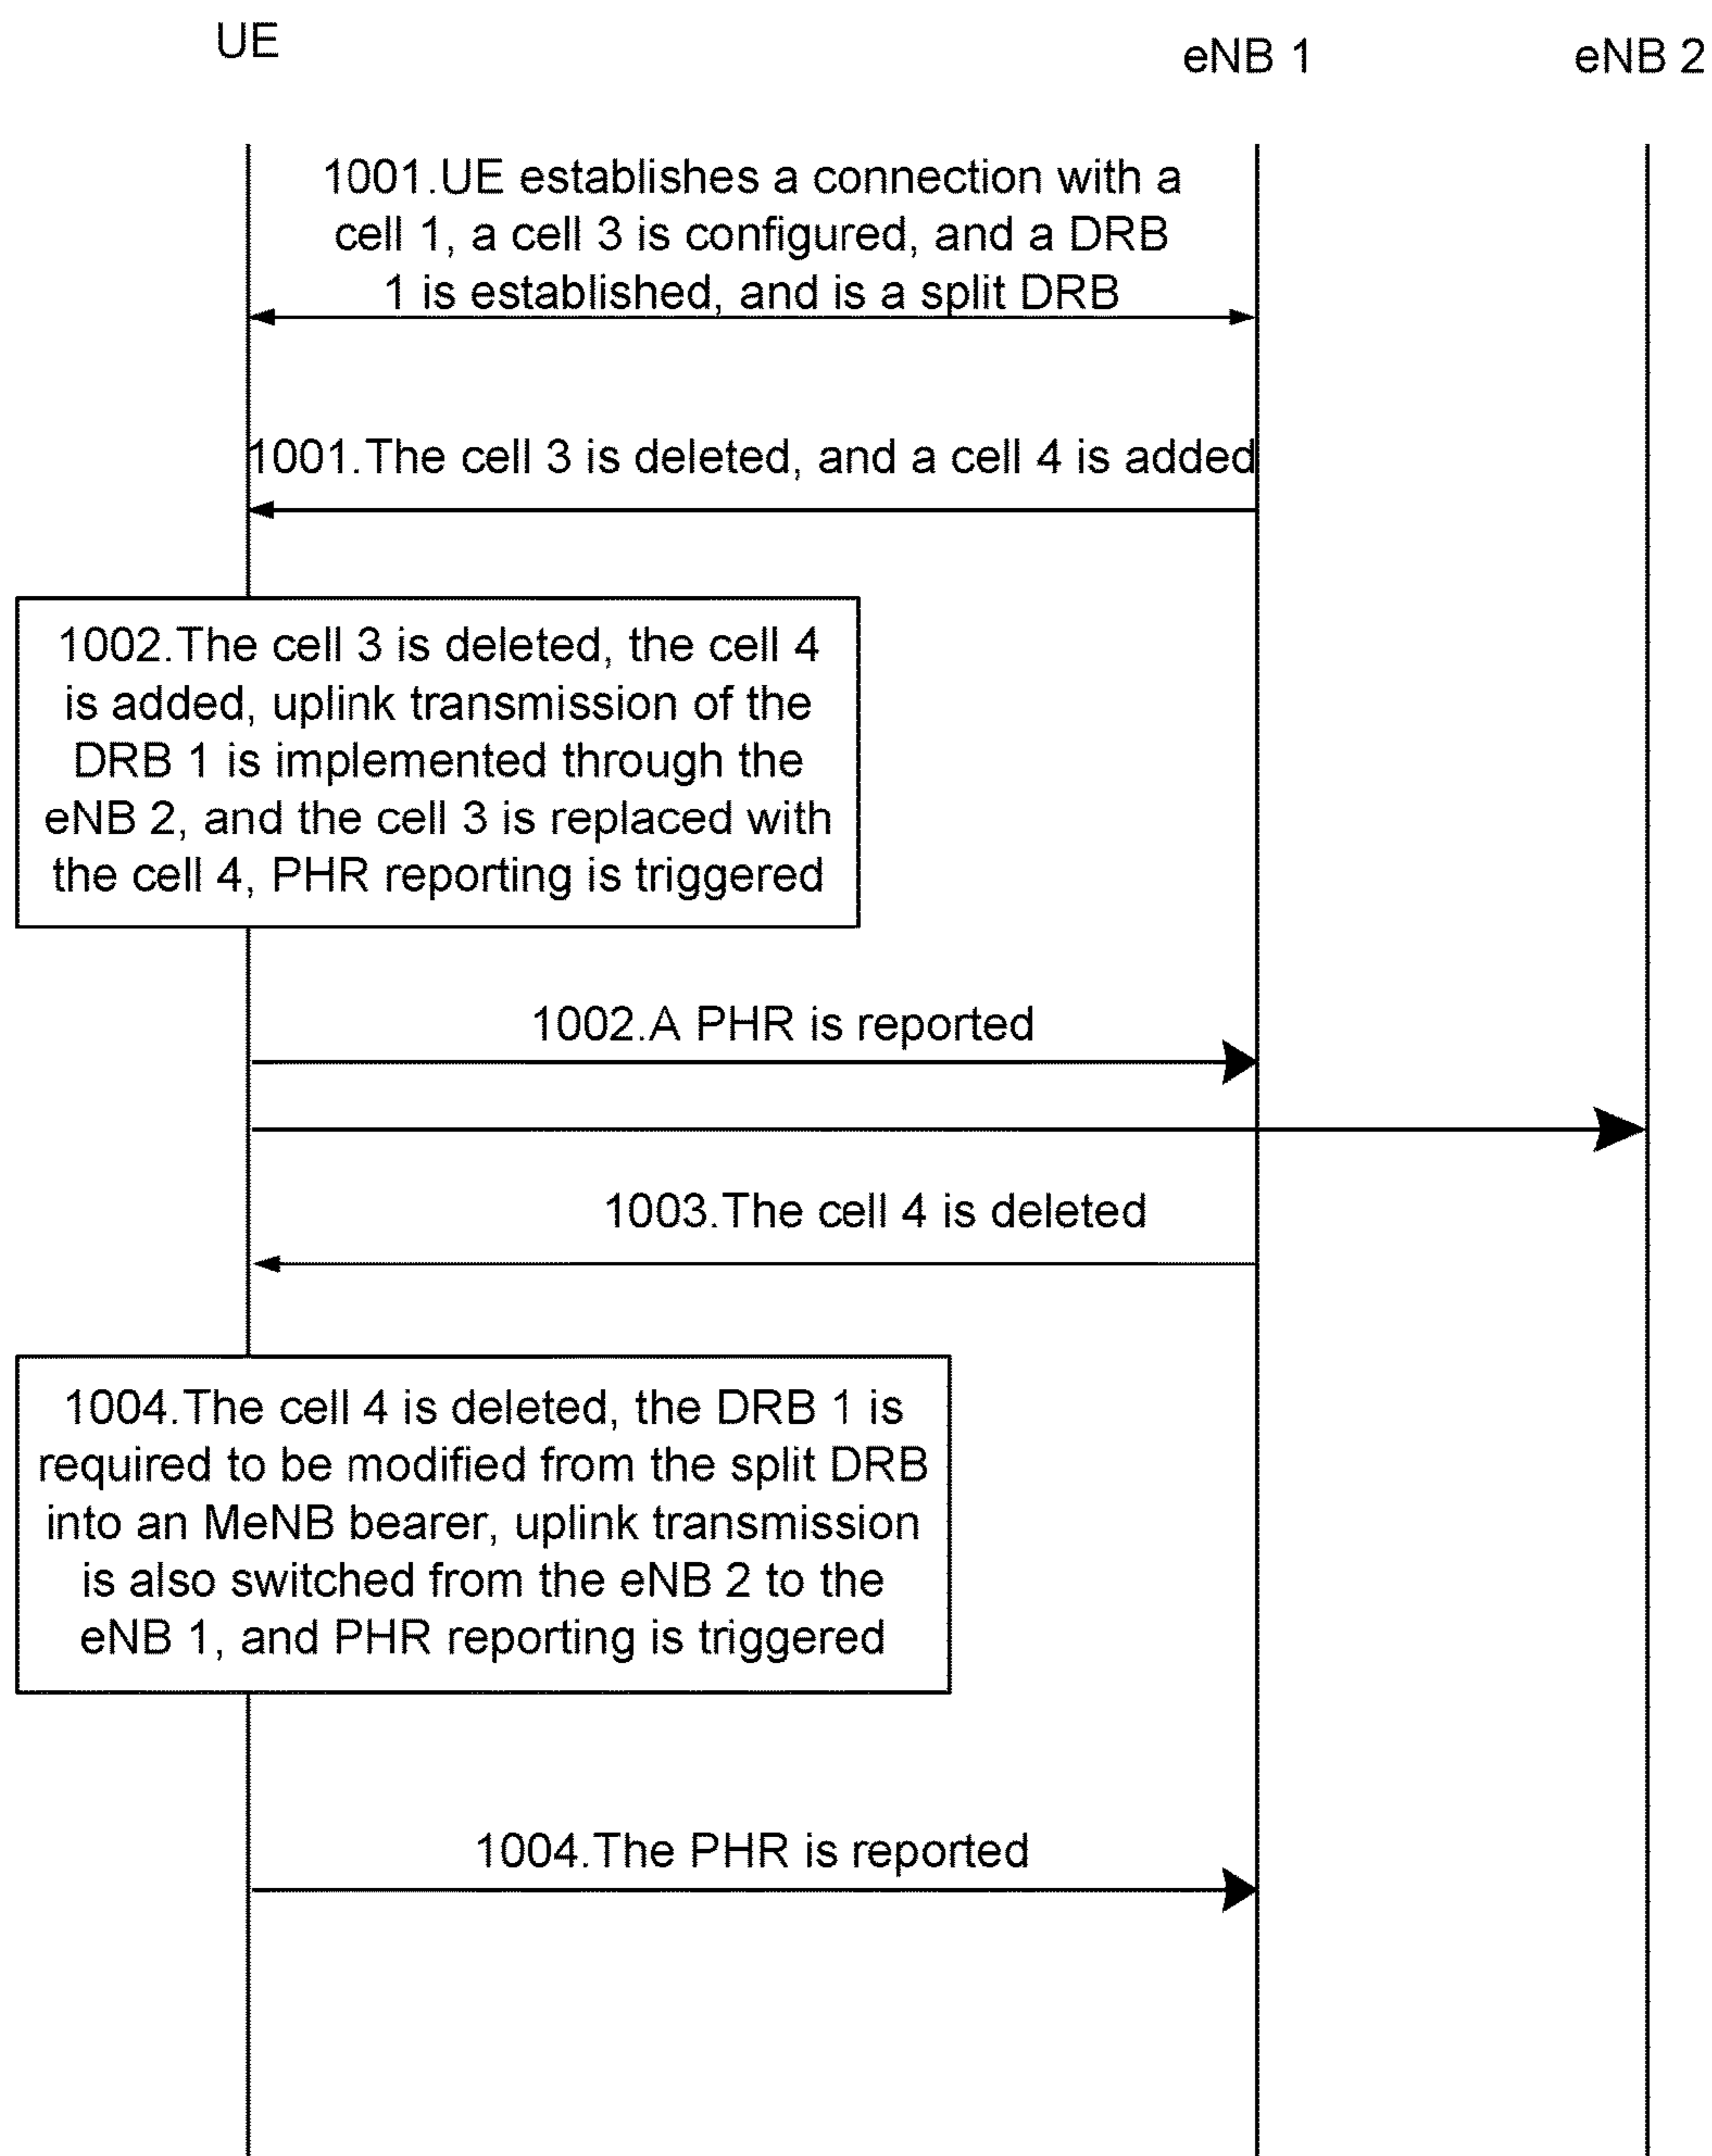 UE
eNB 1
eNB 2
1001.UE establishes a connection with a
cell 1, a cell 3 is configured, and a DRB
1 is established, and is a split DRB
1001.The cell 3 is deleted, and a cell 4 is added
1002.The cell 3 is deleted, the cell 4
is added, uplink transmission of the
DRB 1 is implemented through the
eNB 2, and the cell 3 is replaced with
the cell 4, PHR reporting is triggered
1002.A PHR is reported
1003.The cell 4 is deleted
1004.The cell 4 is deleted, the DRB 1 is
required to be modified from the split DRB
into an MeNB bearer, uplink transmission
is also switched from the eNB 2 to the
eNB 1, and PHR reporting is triggered
1004.The PHR is reported